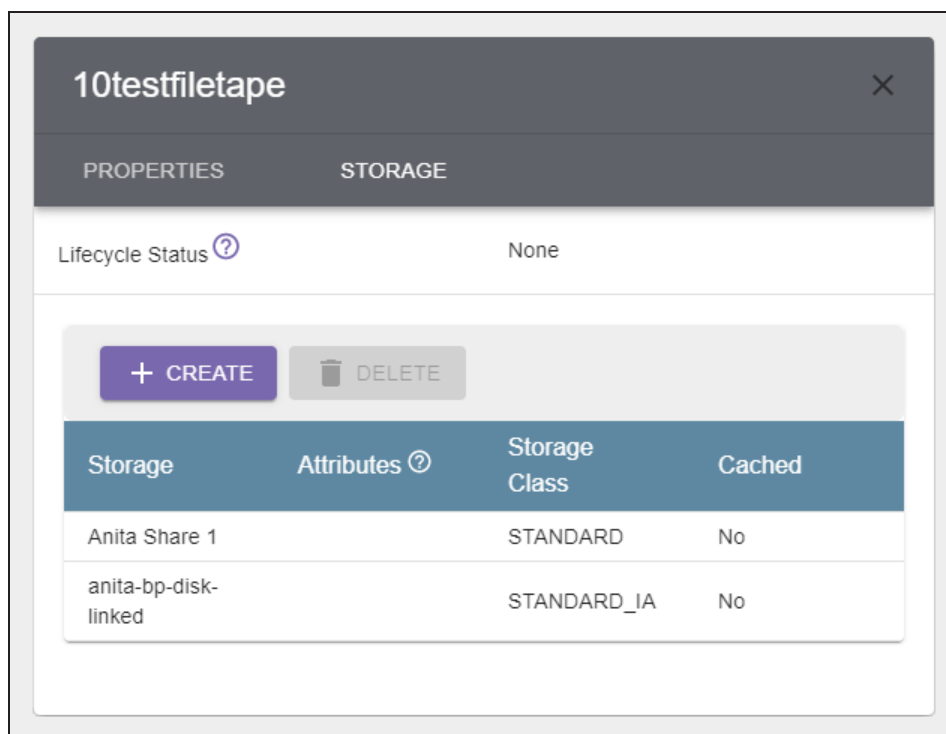 10testfiletape
PROPERTIES STORAGE
Lifecycle Status None
CREATE DELETE
Storage Attributes Storage Class Cached
Anita Share 1 STANDARD No
anita-bp-disk-linked STANDARD_IA No